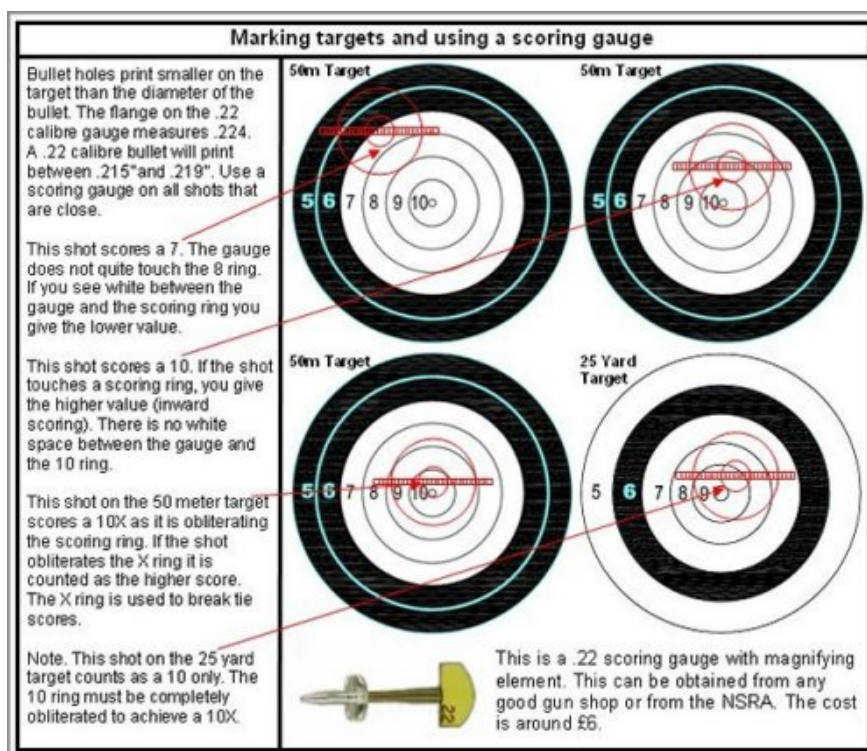 Marking targets and using a scoring gauge
Bullet holes print smaller on the
target than the diameter of the
bullet. The flange on the .22
calibre gauge measures .224.
A .22 calibre bullet will print
between .215"and .219". Use a
scoring gauge on all shots that
are close.
This shot scores a 7. The gauge
does not quite touch the 8 ring.
If you see white between the
gauge and the scoring ring you
give the lower value.
This shot scores a 10. If the shot
touches a scoring ring, you give
the higher value (inward
scoring). There is no white
space between the gauge and
the 10 ring.
This shot on the 50 meter target
scores a 10X as it is obliterating
the scoring ring. If the shot
obliterates the X ring it is
counted as the higher score.
The X ring is used to break tie
scores.
Note. This shot on the 25 yard
target counts as a 10 only. The
10 ring must be completely
obliterated to achieve a 10X.
50m Target
5 6 7 8 9 10
50m Target
5 6 7 8 9 10
50m Target
5 6 7 8 9 10
25 Yard
Target
5 6 7 8 9
22
This is a .22 scoring gauge with magnifying
element. This can be obtained from any
good gun shop or from the NSRA. The cost
is around £6.